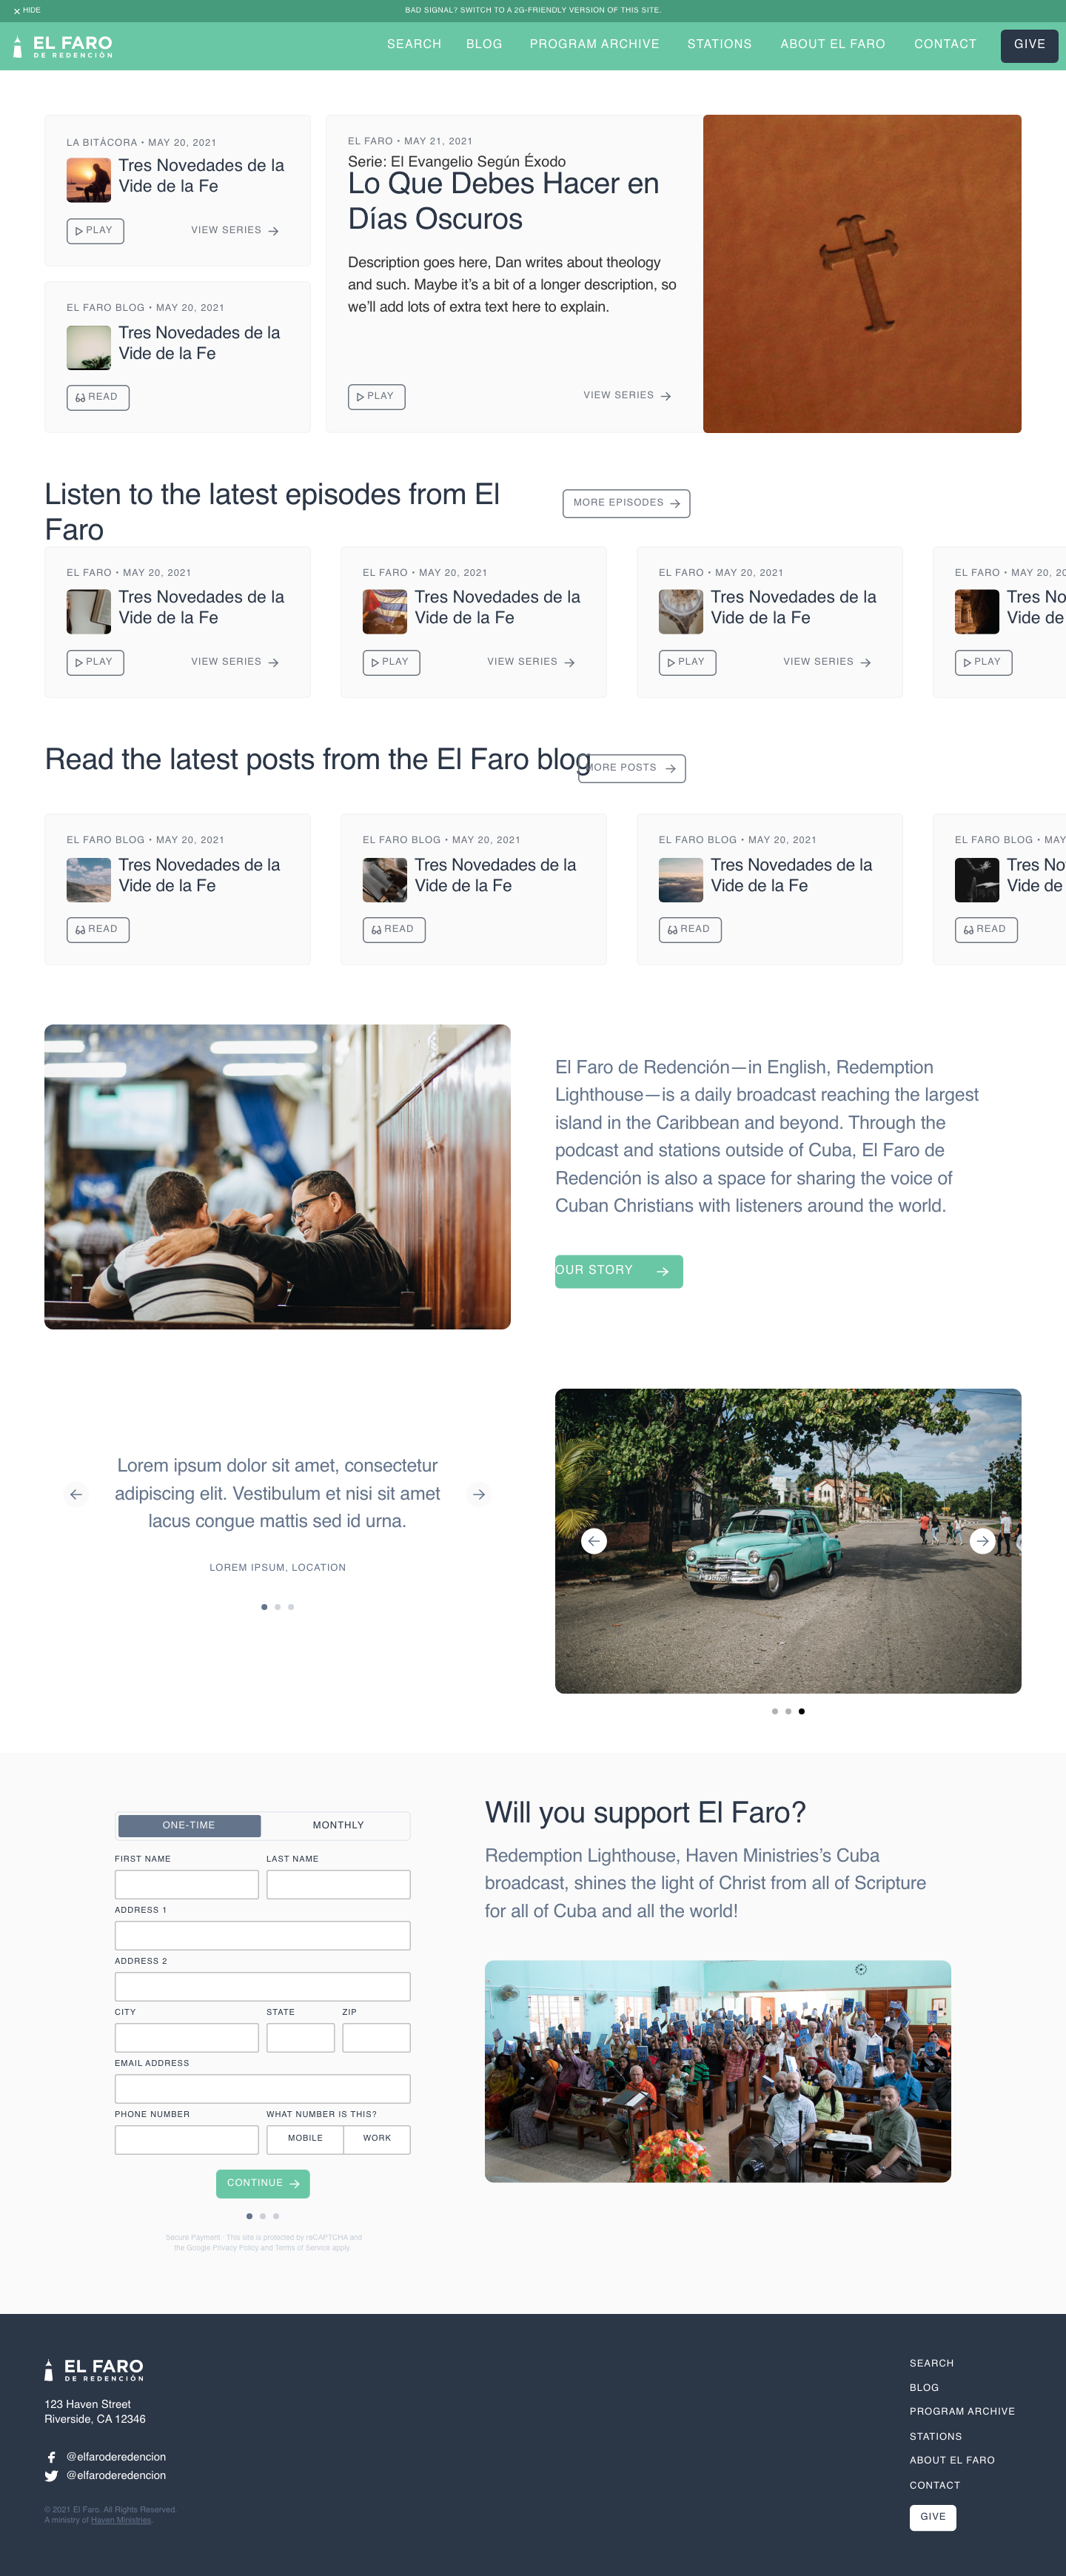 HIDE
BAD SIGNAL? SWITCH TO A 2G-FRIENDLY VERSION OF THIS SITE.
EL FARO
DE REDENCIÓN
SEARCH
BLOG
PROGRAM ARCHIVE
STATIONS
ABOUT EL FARO
CONTACT
GIVE
LA BITÁCORA • MAY 20, 2021
Tres Novedades de la
Vide de la Fe
PLAY
VIEW SERIES
EL FARO BLOG • MAY 20, 2021
Tres Novedades de la
Vide de la Fe
READ
EL FARO • MAY 21, 2021
Serie: El Evangelio Según Éxodo
Lo Que Debes Hacer en
Días Oscuros
Description goes here, Dan writes about theology
and such. Maybe it’s a bit of a longer description, so
we’ll add lots of extra text here to explain.
PLAY
VIEW SERIES
Listen to the latest episodes from El
Faro
MORE EPISODES
EL FARO • MAY 20, 2021
Tres Novedades de la
Vide de la Fe
PLAY
VIEW SERIES
EL FARO • MAY 20, 2021
Tres Novedades de la
Vide de la Fe
PLAY
VIEW SERIES
EL FARO • MAY 20, 2021
Tres Novedades de la
Vide de la Fe
PLAY
VIEW SERIES
EL FARO • MAY 20, 20
Tres No
Vide de
PLAY
Read the latest posts from the El Faro blog
MORE POSTS
EL FARO BLOG • MAY 20, 2021
Tres Novedades de la
Vide de la Fe
READ
EL FARO BLOG • MAY 20, 2021
Tres Novedades de la
Vide de la Fe
READ
EL FARO BLOG • MAY 20, 2021
Tres Novedades de la
Vide de la Fe
READ
EL FARO BLOG • MAY
Tres No
Vide de
READ
El Faro de Redención—in English, Redemption
Lighthouse—is a daily broadcast reaching the largest
island in the Caribbean and beyond. Through the
podcast and stations outside of Cuba, El Faro de
Redención is also a space for sharing the voice of
Cuban Christians with listeners around the world.
OUR STORY
Lorem ipsum dolor sit amet, consectetur
adipiscing elit. Vestibulum et nisi sit amet
lacus congue mattis sed id urna.
LOREM IPSUM, LOCATION
ONE-TIME
MONTHLY
FIRST NAME
LAST NAME
ADDRESS 1
ADDRESS 2
CITY
STATE
ZIP
EMAIL ADDRESS
PHONE NUMBER
WHAT NUMBER IS THIS?
MOBILE
WORK
CONTINUE
Secure Payment · This site is protected by reCAPTCHA and
the Google Privacy Policy and Terms of Service apply.
Will you support El Faro?
Redemption Lighthouse, Haven Ministries’s Cuba
broadcast, shines the light of Christ from all of Scripture
for all of Cuba and all the world!
EL FARO
DE REDENCIÓN
123 Haven Street
Riverside, CA 12346
@elfaroderedencion
@elfaroderedencion
© 2021 El Faro. All Rights Reserved.
A ministry of Haven Ministries.
SEARCH
BLOG
PROGRAM ARCHIVE
STATIONS
ABOUT EL FARO
CONTACT
GIVE